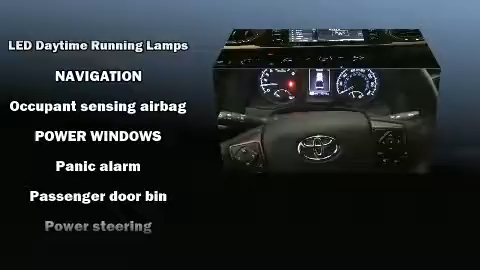 LED Daytime Running Lamps
NAVIGATION
Occupant sensing airbag
POWER WINDOWS
Panic alarm
Passenger door bin
Power steering